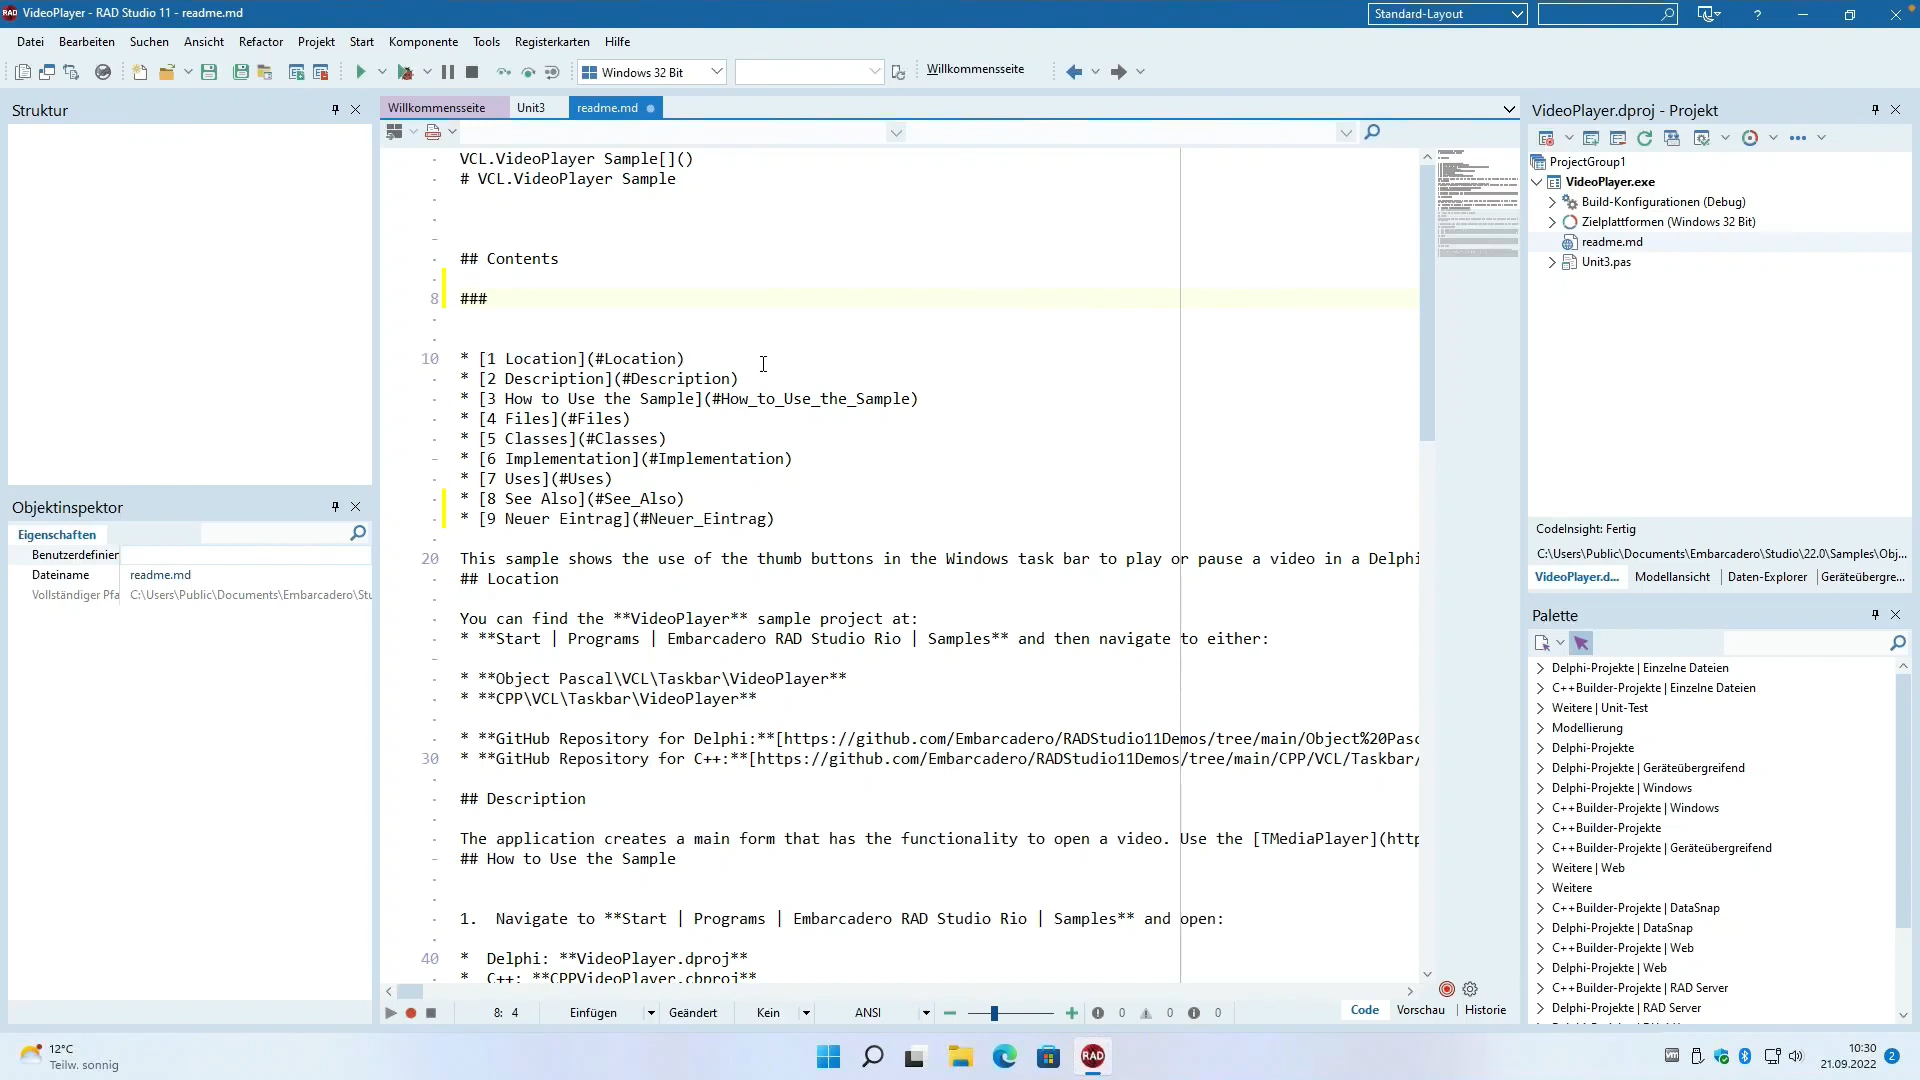 VideoPlayer - RAD Studio 11 - readme.md
Standard-Layout
Datei Bearbeiten Suchen Ansicht Refactor Projekt Start Komponente Tools Registerkarten Hilfe
Windows 32 Bit
Willkommensseite
Struktur
Objektinspektor
Eigenschaften
Benutzerdefinier
Dateiname readme.md
Vollständiger Pfa C:\Users\Public\Documents\Embarcadero\Stu
Willkommensseite Unit3 readme.md
VCL.VideoPlayer Sample[]()
# VCL.VideoPlayer Sample
## Contents
8 ###
10 * [1 Location](#Location)
* [2 Description](#Description)
* [3 How to Use the Sample](#How_to_Use_the_Sample)
* [4 Files](#Files)
* [5 Classes](#Classes)
* [6 Implementation](#Implementation)
* [7 Uses](#Uses)
* [8 See Also](#See_Also)
* [9 Neuer Eintrag](#Neuer_Eintrag)
20 This sample shows the use of the thumb buttons in the Windows task bar to play or pause a video in a Delphi
## Location
You can find the **VideoPlayer** sample project at:
* **Start | Programs | Embarcadero RAD Studio Rio | Samples** and then navigate to either:
* **Object Pascal\VCL\Taskbar\VideoPlayer**
* **CPP\VCL\Taskbar\VideoPlayer**
* **GitHub Repository for Delphi:**[https://github.com/Embarcadero/RADStudio11Demos/tree/main/Object%20Pasc
30 * **GitHub Repository for C++:**[https://github.com/Embarcadero/RADStudio11Demos/tree/main/CPP/VCL/Taskbar/
## Description
The application creates a main form that has the functionality to open a video. Use the [TMediaPlayer](http
## How to Use the Sample
1.  Navigate to **Start | Programs | Embarcadero RAD Studio Rio | Samples** and open:
40 *  Delphi: **VideoPlayer.dproj**
*  C++: **CPPVideoPlayer.cbproj**
8: 4 Einfügen Geändert Kein ANSI 0 0 0 Code Vorschau Historie
VideoPlayer.dproj - Projekt
ProjectGroup1
VideoPlayer.exe
Build-Konfigurationen (Debug)
Zielplattformen (Windows 32 Bit)
readme.md
Unit3.pas
CodeInsight: Fertig
C:\Users\Public\Documents\Embarcadero\Studio\22.0\Samples\Obj...
VideoPlayer.d... Modellansicht Daten-Explorer Geräteübergre...
Palette
Delphi-Projekte | Einzelne Dateien
C++Builder-Projekte | Einzelne Dateien
Weitere | Unit-Test
Modellierung
Delphi-Projekte
Delphi-Projekte | Geräteübergreifend
Delphi-Projekte | Windows
C++Builder-Projekte | Windows
C++Builder-Projekte
C++Builder-Projekte | Geräteübergreifend
Weitere | Web
Weitere
C++Builder-Projekte | DataSnap
Delphi-Projekte | DataSnap
C++Builder-Projekte | Web
Delphi-Projekte | Web
C++Builder-Projekte | RAD Server
Delphi-Projekte | RAD Server
12°C
Teilw. sonnig
RAD
10:30
21.09.2022
2